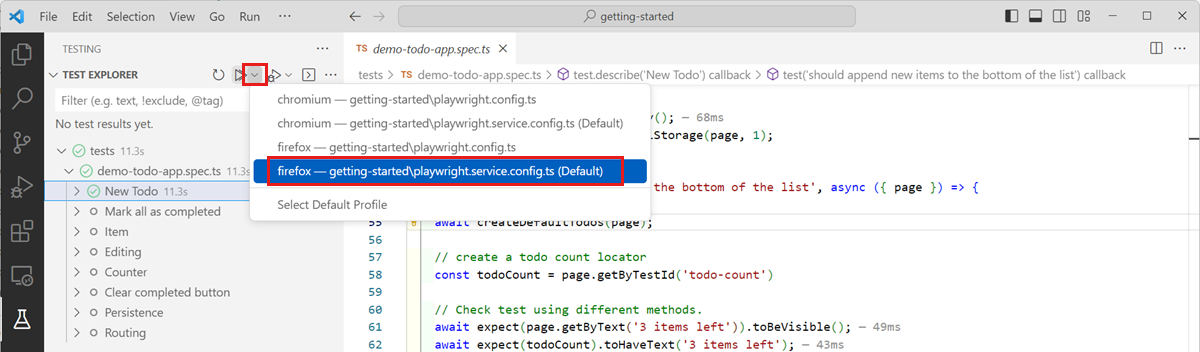 File Edit Selection View Go Run ··· getting-started
TESTING ···
TS demo-todo-app.spec.ts
TEST EXPLORER ···
tests > TS demo-todo-app.spec.ts > test.describe('New Todo') callback > test('should append new items to the bottom of the list') callback
Filter (e.g. text, !exclude, @tag)
No test results yet.
tests 11.3s
demo-todo-app.spec.ts 11.3s
New Todo 11.3s
Mark all as completed
Item
Editing
Counter
Clear completed button
Persistence
Routing
chromium — getting-started\playwright.config.ts
chromium — getting-started\playwright.service.config.ts (Default)
firefox — getting-started\playwright.config.ts
firefox — getting-started\playwright.service.config.ts (Default)
Select Default Profile
(); — 68ms
lStorage(page, 1);
the bottom of the list', async ({ page }) => {
55 await createDefaultTodos(page);
56
57 // create a todo count locator
58 const todoCount = page.getByTestId('todo-count')
59
60 // Check test using different methods.
61 await expect(page.getByText('3 items left')).toBeVisible(); — 49ms
62 await expect(todoCount).toHaveText('3 items left'); — 43ms